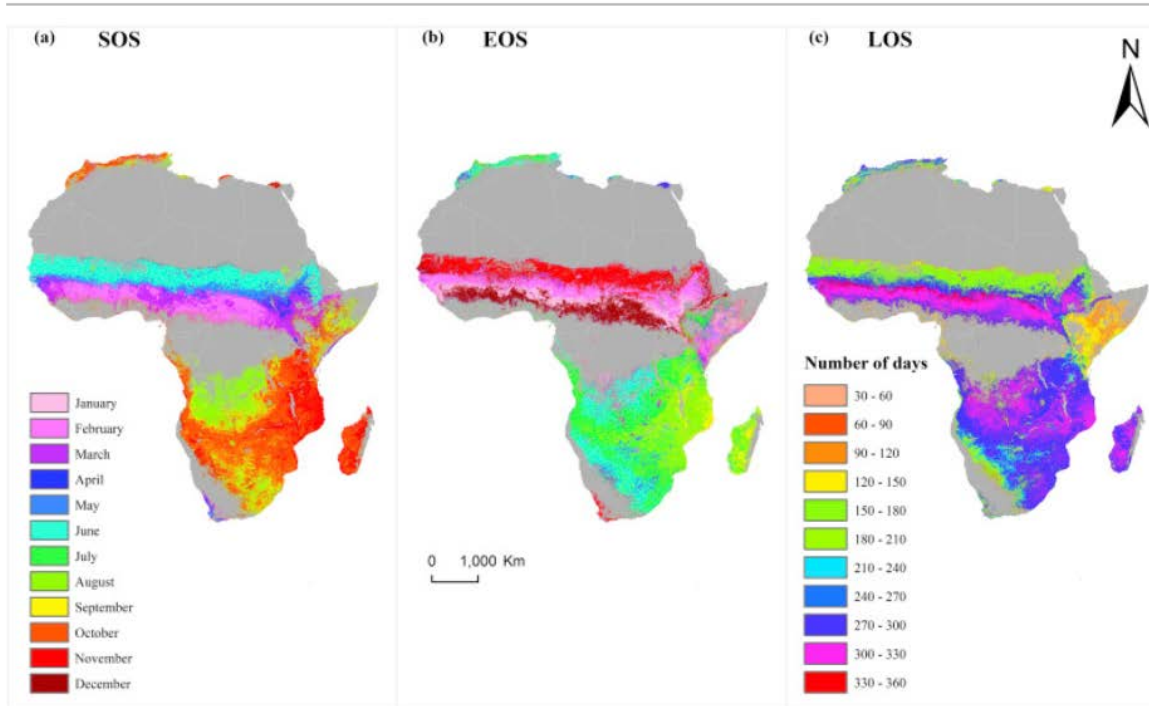 (a) SOS
(b) EOS
(c) LOS
N
January
February
March
April
May
June
July
August
September
October
November
December
0 1,000 Km
Number of days
30 - 60
60 - 90
90 - 120
120 - 150
150 - 180
180 - 210
210 - 240
240 - 270
270 - 300
300 - 330
330 - 360